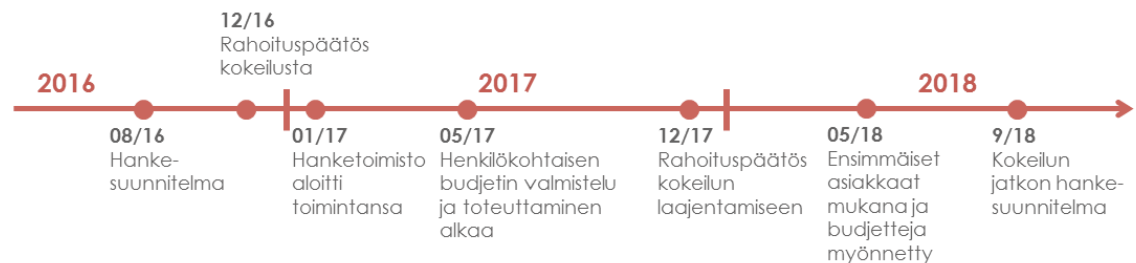 12/16
Rahoituspäätös
kokeilusta
2016
2017
2018
08/16
Hanke-
suunnitelma
01/17
Hanketoimisto
aloitti
toimintansa
05/17
Henkilökohtaisen
budjetin valmistelu
ja toteuttaminen
alkaa
12/17
Rahoituspäätös
kokeilun
laajentamiseen
05/18
Ensimmäiset
asiakkaat
mukana ja
budjetteja
myönnetty
9/18
Kokeilun
jatkon hanke-
suunnitelma